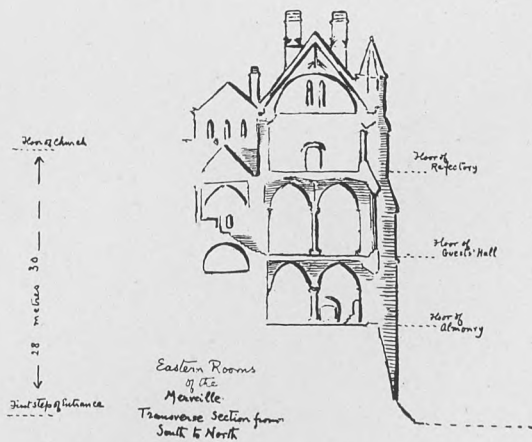 Floor of Church
Floor of
Refectory
28 metres 30
Floor of
Guests' Hall
Floor of
Almonry
First step of Entrance
Eastern Rooms
of the
Merveille.
Transverse Section from
South to North